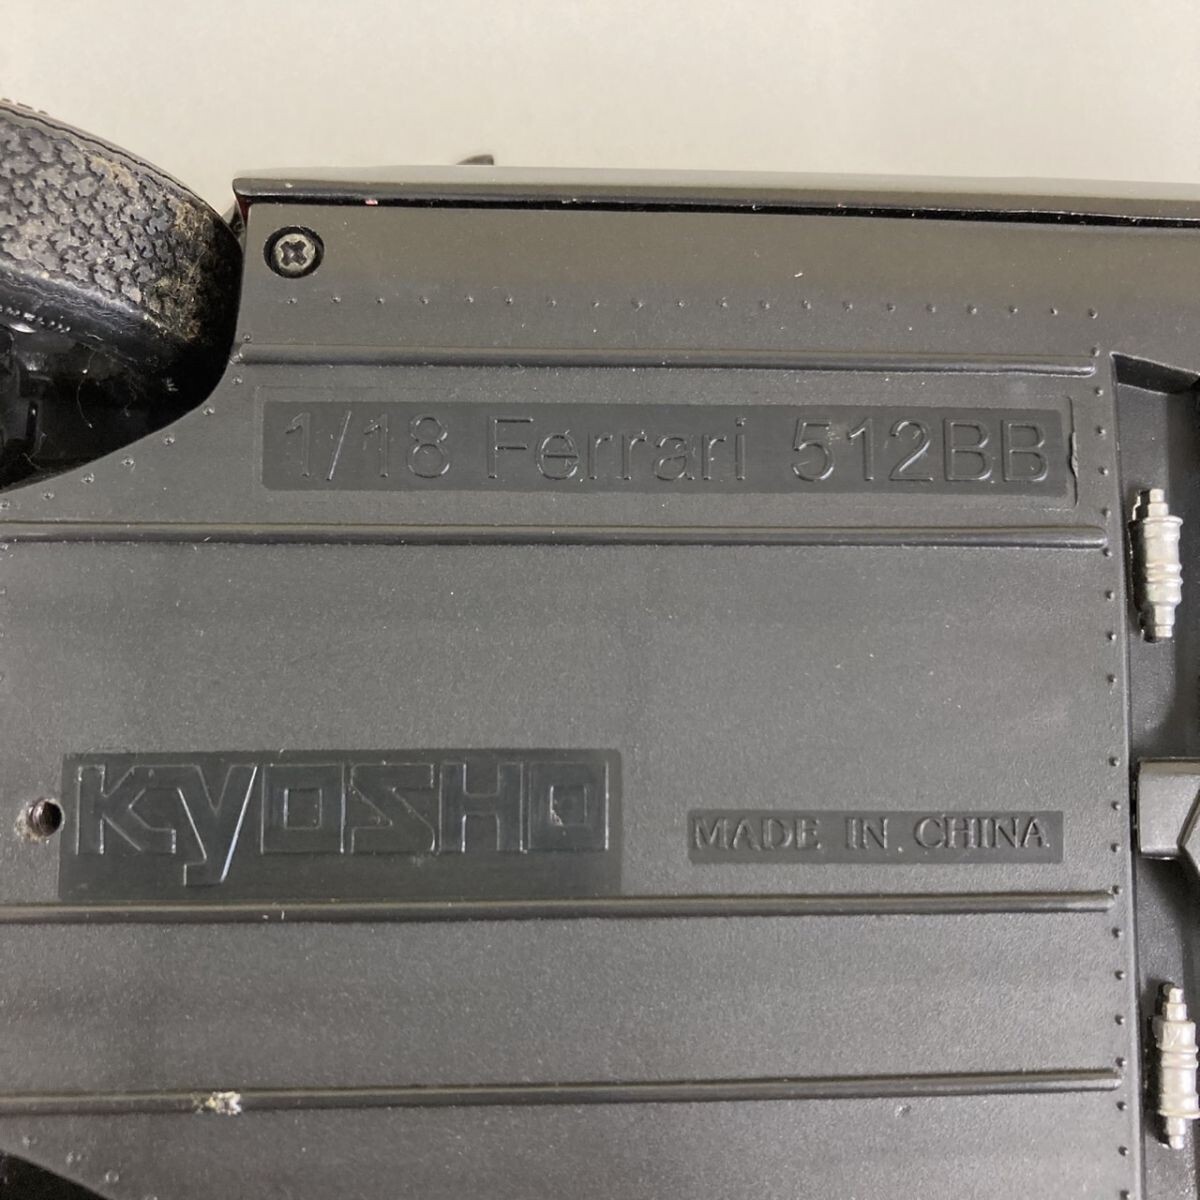 1/18 Ferrari 512BB
KYOSHO
MADE IN CHINA